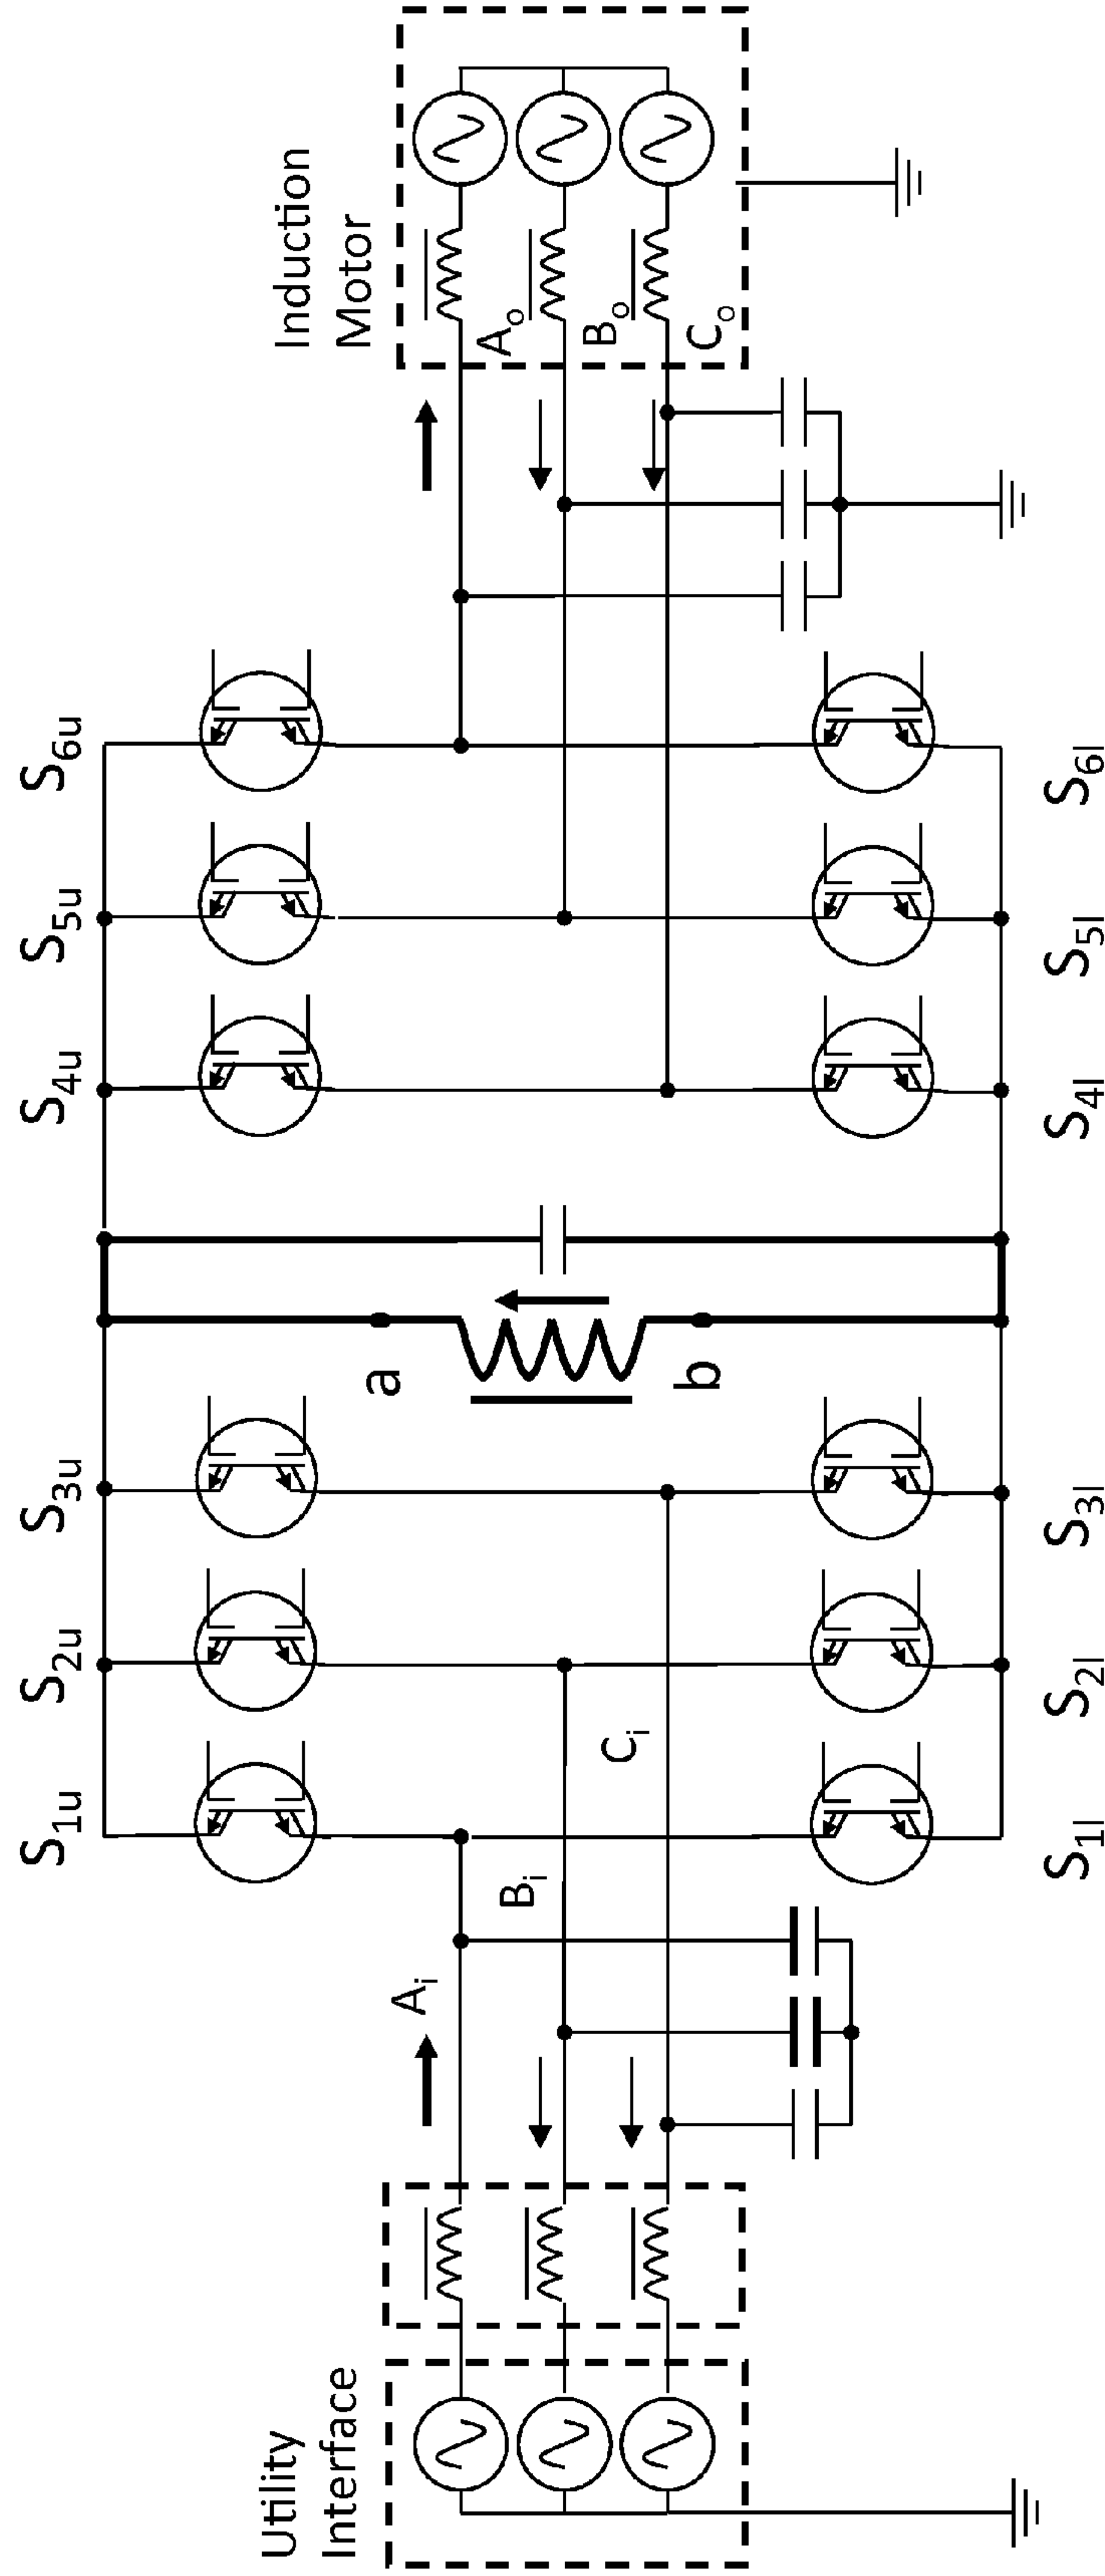 Utility
Interface
Induction
Motor
S1u
S2u
S3u
S4u
S5u
S6u
Ai
Bi
Ci
a
b
Ao
Bo
Co
S1l
S2l
S3l
S4l
S5l
S6l